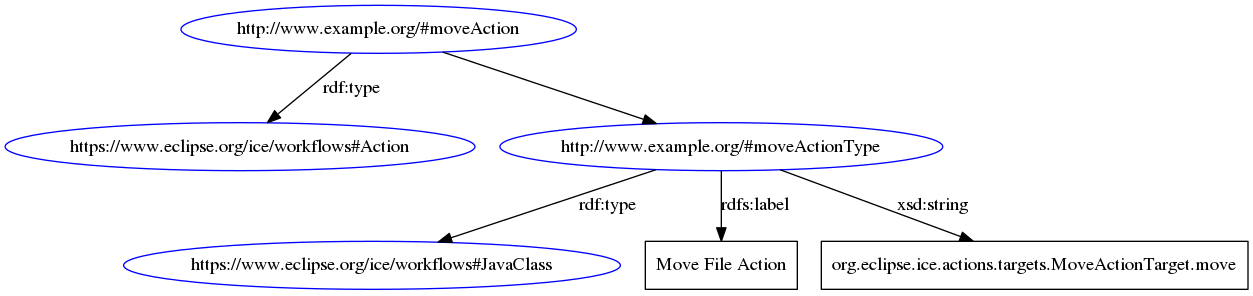 http://www.example.org/#moveAction
rdf:type
https://www.eclipse.org/ice/workflows#Action
http://www.example.org/#moveActionType
rdf:type
rdfs:label
xsd:string
https://www.eclipse.org/ice/workflows#JavaClass
Move File Action
org.eclipse.ice.actions.targets.MoveActionTarget.move